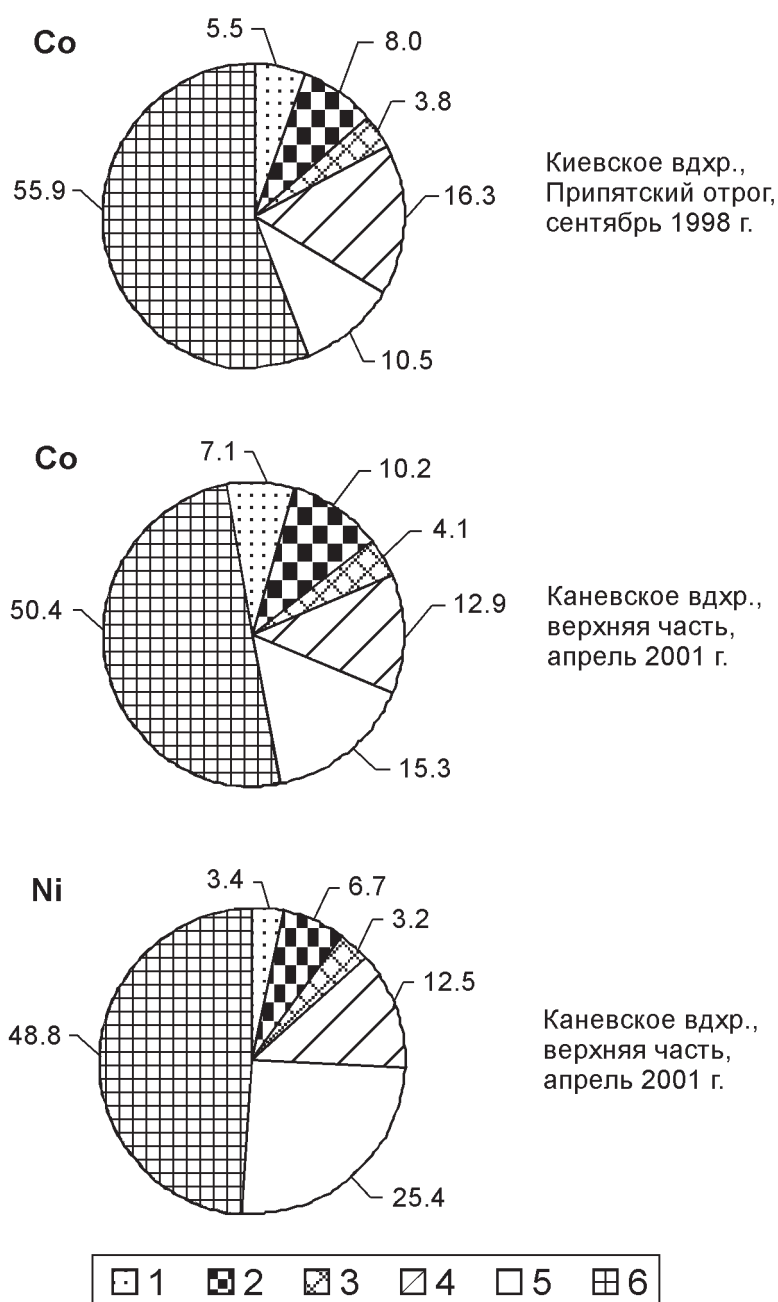 Co
5.5
8.0
3.8
55.9
16.3
10.5
Киевское вдхр.,
Припятский отрог,
сентябрь 1998 г.
Co
7.1
10.2
4.1
50.4
12.9
15.3
Каневское вдхр.,
верхняя часть,
апрель 2001 г.
Ni
3.4
6.7
3.2
12.5
48.8
25.4
Каневское вдхр.,
верхняя часть,
апрель 2001 г.
1 2 3 4 5 6